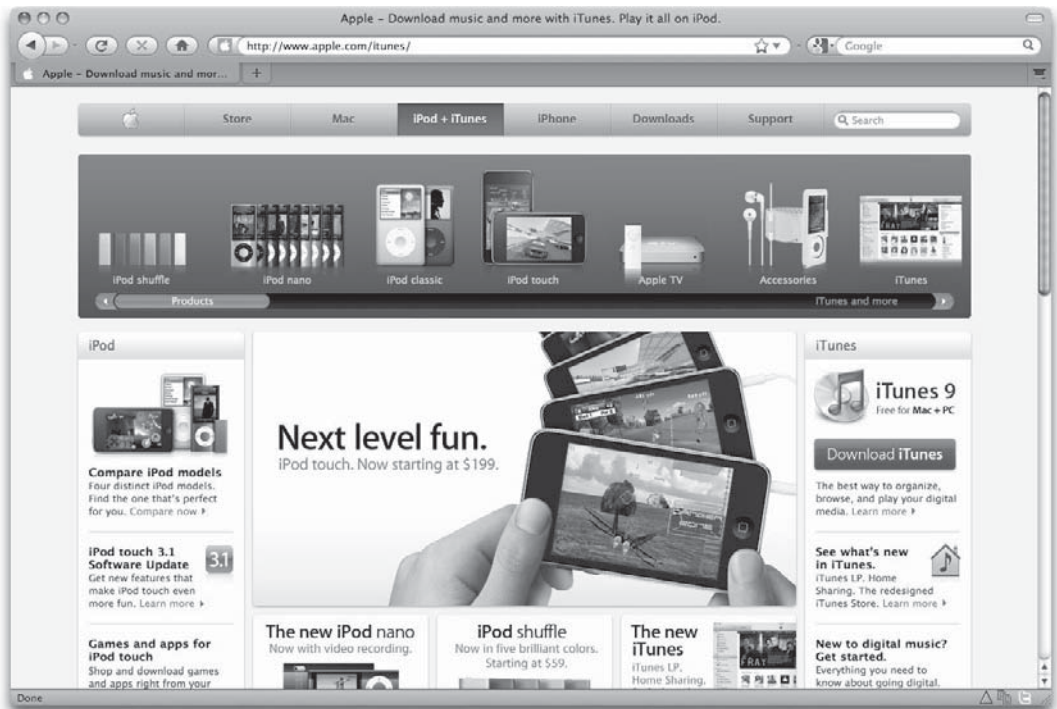 Apple – Download music and more with iTunes. Play it all on iPod.
http://www.apple.com/itunes/
Google
Apple – Download music and mor...
Store
Mac
iPod + iTunes
iPhone
Downloads
Support
Search
iPod shuffle
iPod nano
iPod classic
iPod touch
Apple TV
Accessories
iTunes
Products
iTunes and more
iPod
Compare iPod models
Four distinct iPod models.
Find the one that's perfect
for you. Compare now
iPod touch 3.1
Software Update
3.1
Get new features that
make iPod touch even
more fun. Learn more
Games and apps for
iPod touch
Shop and download games
and apps right from your
Next level fun.
iPod touch. Now starting at $199.
The new iPod nano
Now with video recording.
iPod shuffle
Now in five brilliant colors.
Starting at $59.
The new
iTunes
iTunes LP.
Home Sharing.
FRAY
iTunes
iTunes 9
Free for Mac + PC
Download iTunes
The best way to organize,
browse, and play your digital
media. Learn more
See what's new
in iTunes.
iTunes LP. Home
Sharing. The redesigned
iTunes Store. Learn more
New to digital music?
Get started.
Everything you need to
know about going digital.
Done